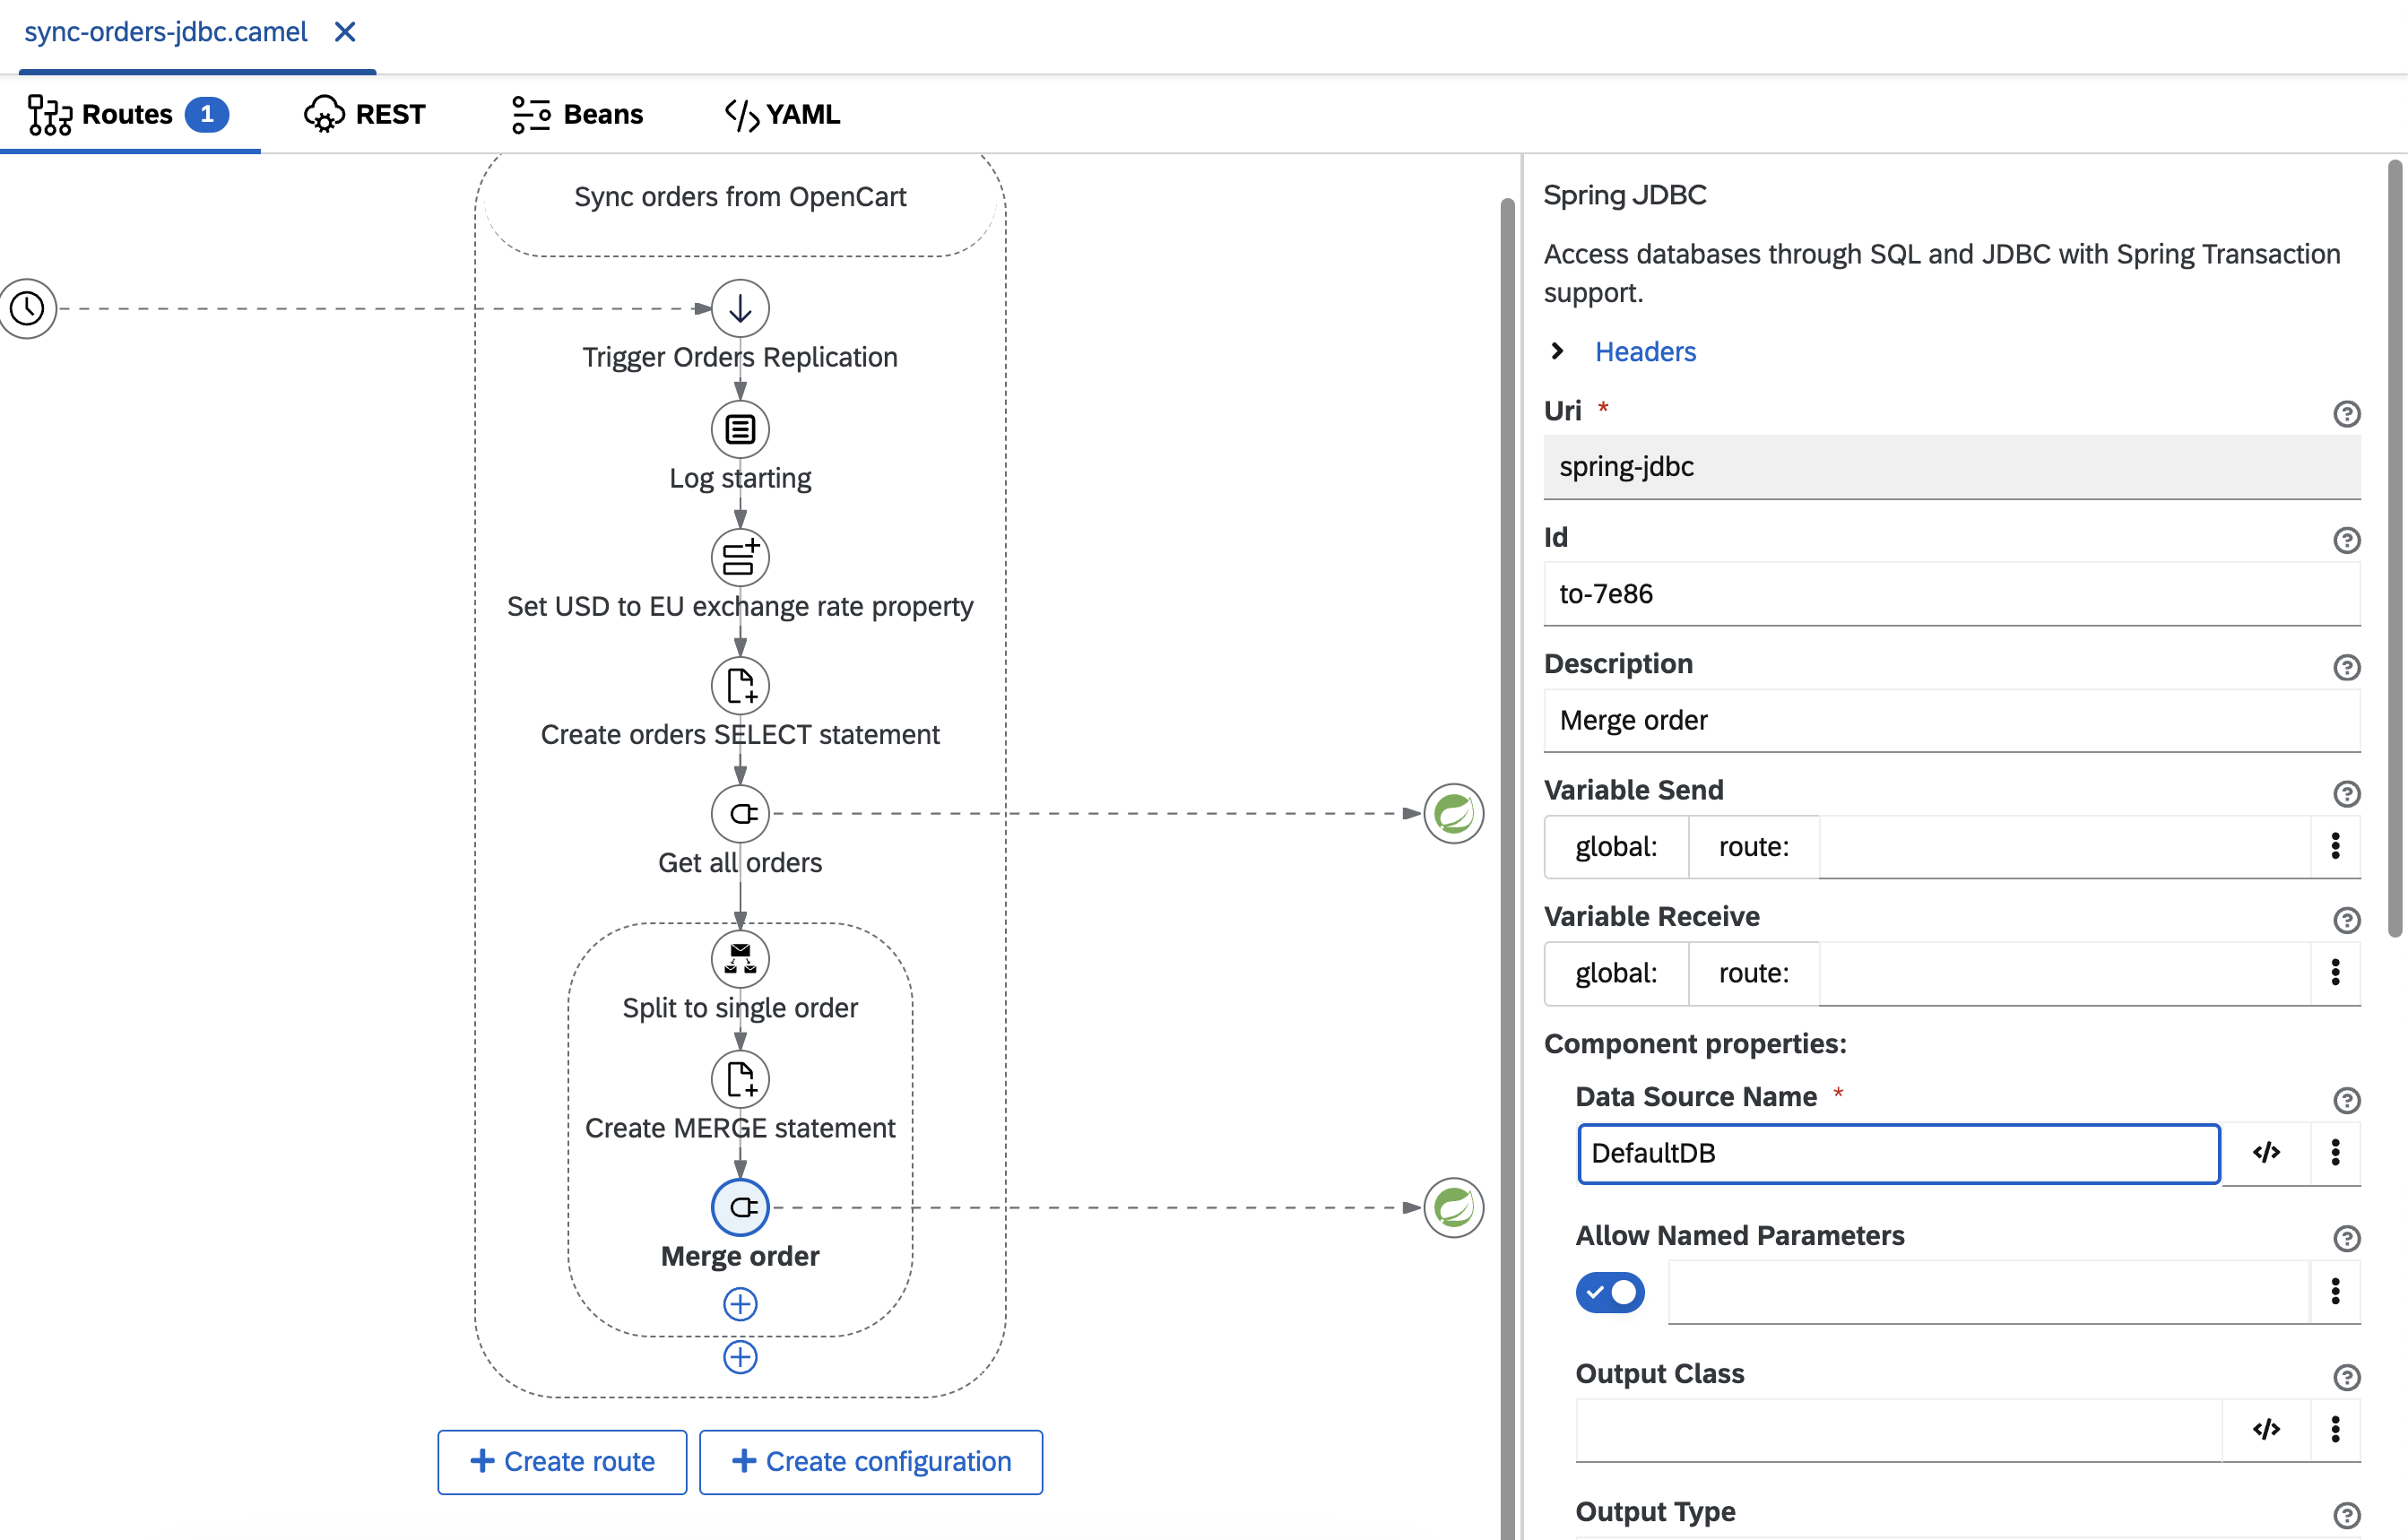 sync-orders-jdbc.camel
Routes 1 REST Beans YAML
Sync orders from OpenCart
Trigger Orders Replication
Log starting
Set USD to EU exchange rate property
Create orders SELECT statement
Get all orders
Split to single order
Create MERGE statement
Merge order
Create route
Create configuration
Spring JDBC
Access databases through SQL and JDBC with Spring Transaction
support.
Headers
Uri *
spring-jdbc
Id
to-7e86
Description
Merge order
Variable Send
global: route:
Variable Receive
global: route:
Component properties:
Data Source Name *
DefaultDB
Allow Named Parameters
Output Class
Output Type